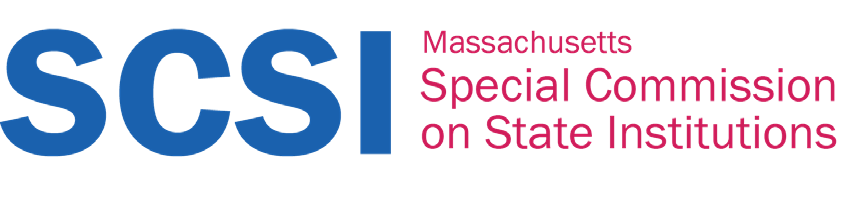 SCSI
Massachusetts
Special Commission
on State Institutions